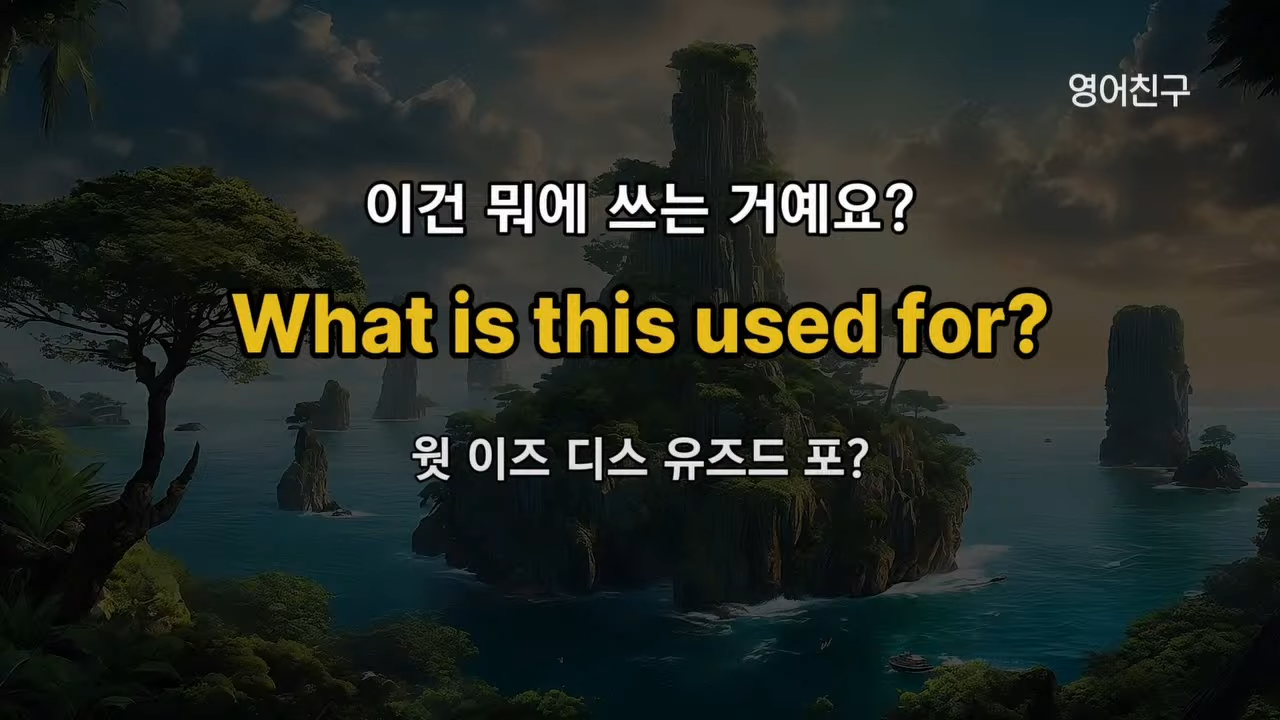 영어친구
이건 뭐에 쓰는 거예요?
What is this used for?
웟 이즈 디스 유즈드 포?